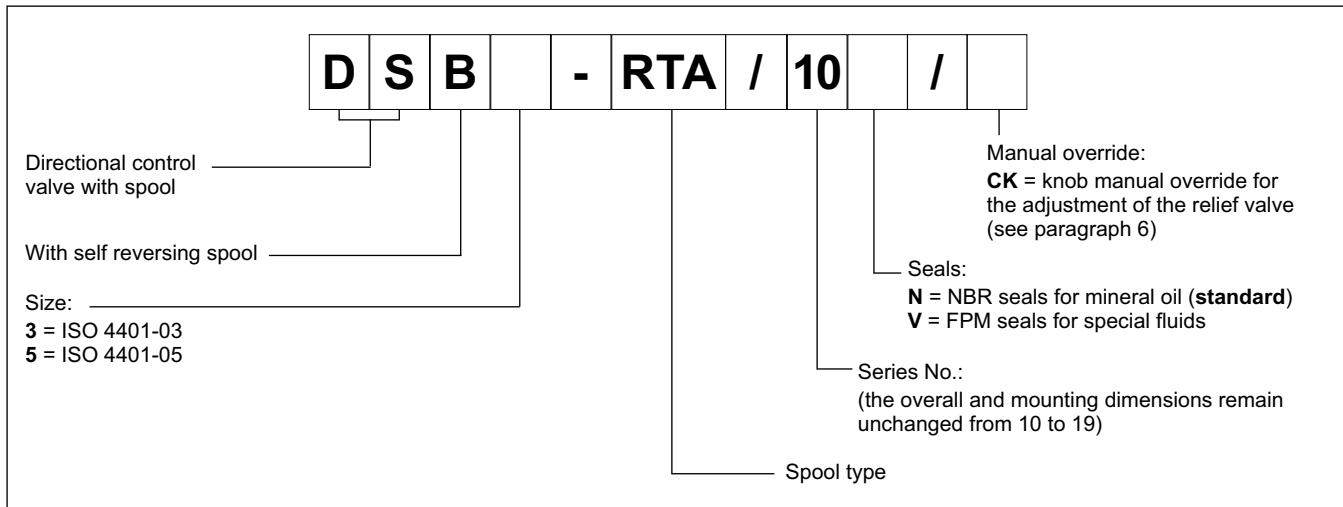 D S B - RTA / 10 /
Directional control
valve with spool
With self reversing spool
Size:
3 = ISO 4401-03
5 = ISO 4401-05
Manual override:
CK = knob manual override for
the adjustment of the relief valve
(see paragraph 6)
Seals:
N = NBR seals for mineral oil (standard)
V = FPM seals for special fluids
Series No.:
(the overall and mounting dimensions remain
unchanged from 10 to 19)
Spool type